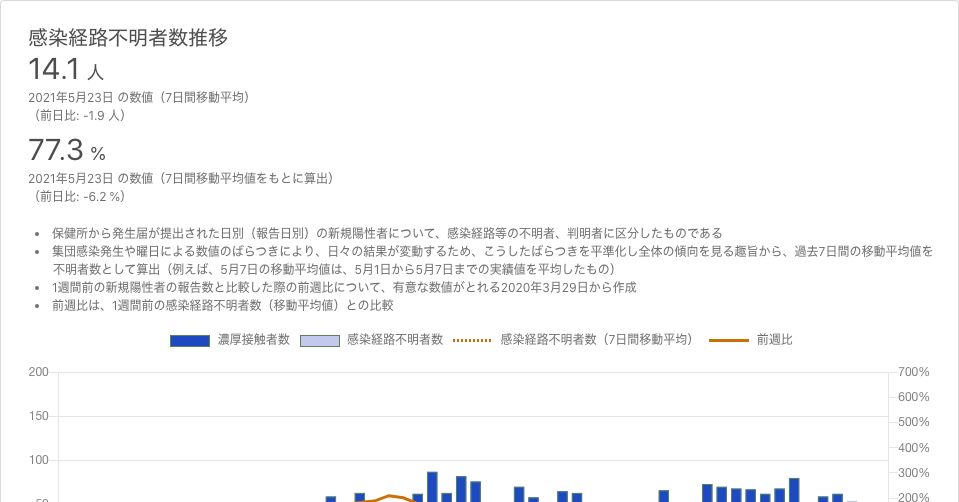 感染経路不明者数推移
14.1 人
2021年5月23日 の数値（7日間移動平均）
（前日比: -1.9 人）
77.3 %
2021年5月23日 の数値（7日間移動平均値をもとに算出）
（前日比: -6.2 %）
• 保健所から発生届が提出された日別（報告日別）の新規陽性者について、感染経路等の不明者、判明者に区分したものである
• 集団感染発生や曜日による数値のばらつきにより、日々の結果が変動するため、こうしたばらつきを平準化し全体の傾向を見る趣旨から、過去7日間の移動平均値を
不明者数として算出（例えば、5月7日の移動平均値は、5月1日から5月7日までの実績値を平均したもの）
• 1週間前の新規陽性者の報告数と比較した際の前週比について、有意な数値がとれる2020年3月29日から作成
• 前週比は、1週間前の感染経路不明者数（移動平均値）との比較
濃厚接触者数 感染経路不明者数 感染経路不明者数（7日間移動平均） 前週比
200 700%
600%
150 500%
400%
100 300%
50 200%